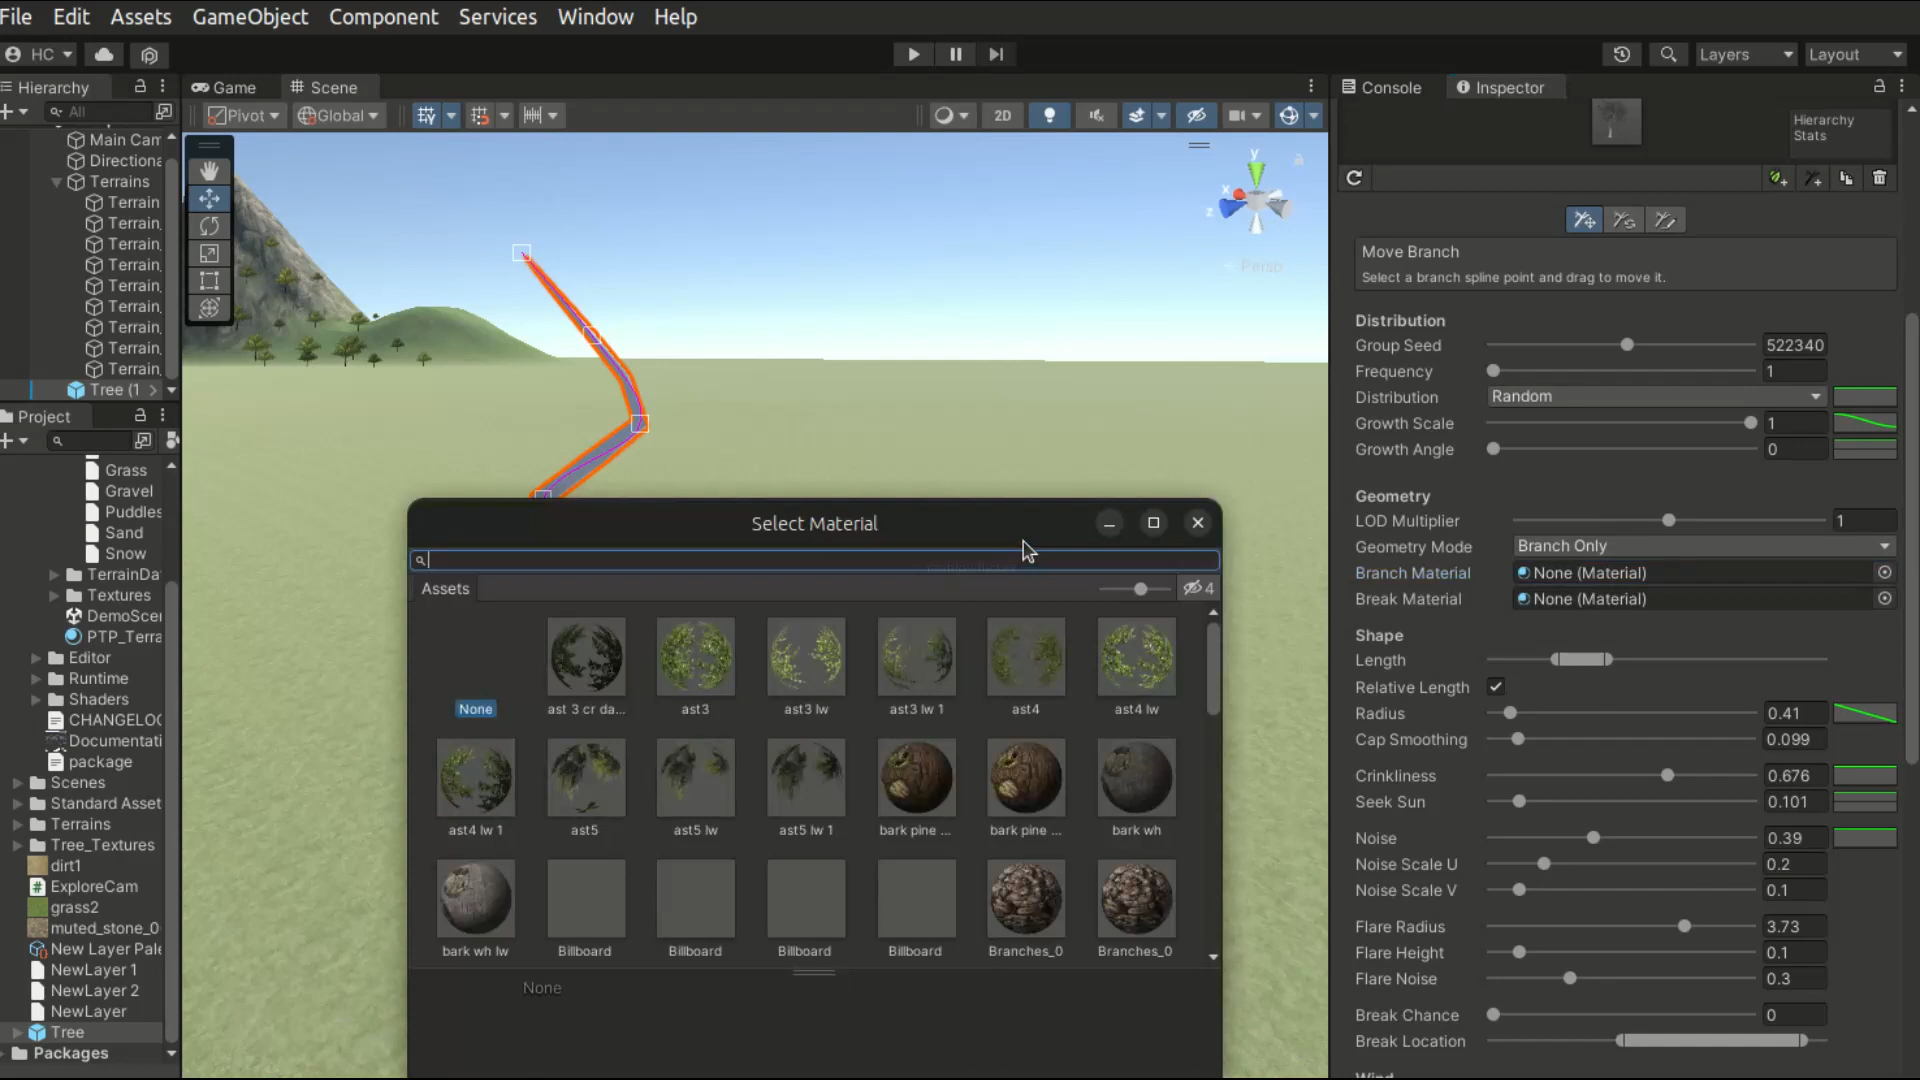 File Edit Assets GameObject Component Services Window Help
HC
Layers Layout
Hierarchy
All
Main Cam
Directiona
Terrains
Terrain
Terrain,
Terrain,
Terrain,
Terrain,
Terrain,
Terrain,
Terrain,
Terrain,
Tree (1
Project
Grass
Gravel
Puddles
Sand
Snow
TerrainDa
Textures
DemoScer
PTP_Terra
Editor
Runtime
Shaders
CHANGELOG
Documentati
package
Scenes
Standard Asset
Terrains
Tree_Textures
dirt1
ExploreCam
grass2
muted_stone_0
New Layer Pale
NewLayer 1
NewLayer 2
NewLayer
Tree
Packages
Game Scene
Pivot Global 2D
y
x
z
Persp
Select Material
Assets 4
None ast 3 cr da... ast3 ast3 lw ast3 lw 1 ast4 ast4 lw
ast4 lw 1 ast5 ast5 lw ast5 lw 1 bark pine ... bark pine ... bark wh
bark wh lw Billboard Billboard Billboard Billboard Branches_0 Branches_0
None
Console Inspector
Hierarchy
Stats
Move Branch
Select a branch spline point and drag to move it.
Distribution
Group Seed 522340
Frequency 1
Distribution Random
Growth Scale 1
Growth Angle 0
Geometry
LOD Multiplier 1
Geometry Mode Branch Only
Branch Material None (Material)
Break Material None (Material)
Shape
Length
Relative Length
Radius 0.41
Cap Smoothing 0.099
Crinkliness 0.676
Seek Sun 0.101
Noise 0.39
Noise Scale U 0.2
Noise Scale V 0.1
Flare Radius 3.73
Flare Height 0.1
Flare Noise 0.3
Break Chance 0
Break Location